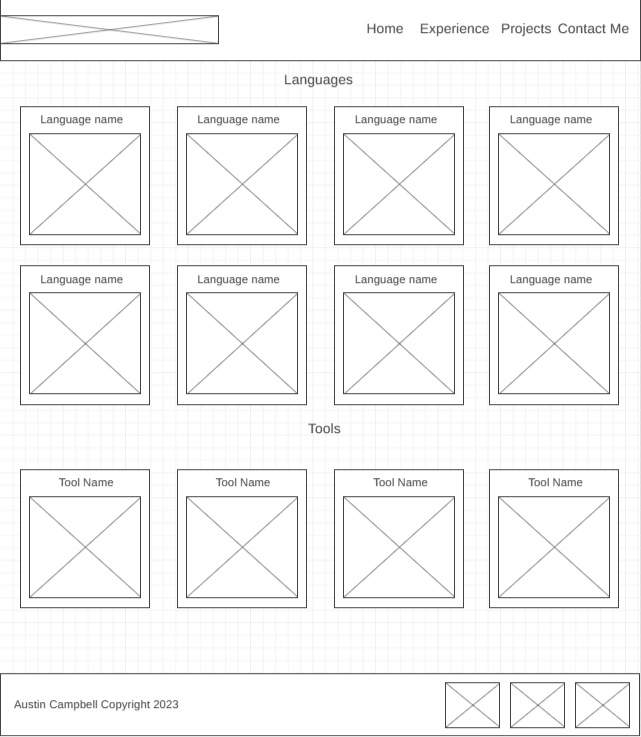 Home Experience Projects Contact Me
Languages
Language name Language name Language name Language name
Language name Language name Language name Language name
Tools
Tool Name Tool Name Tool Name Tool Name
Austin Campbell Copyright 2023